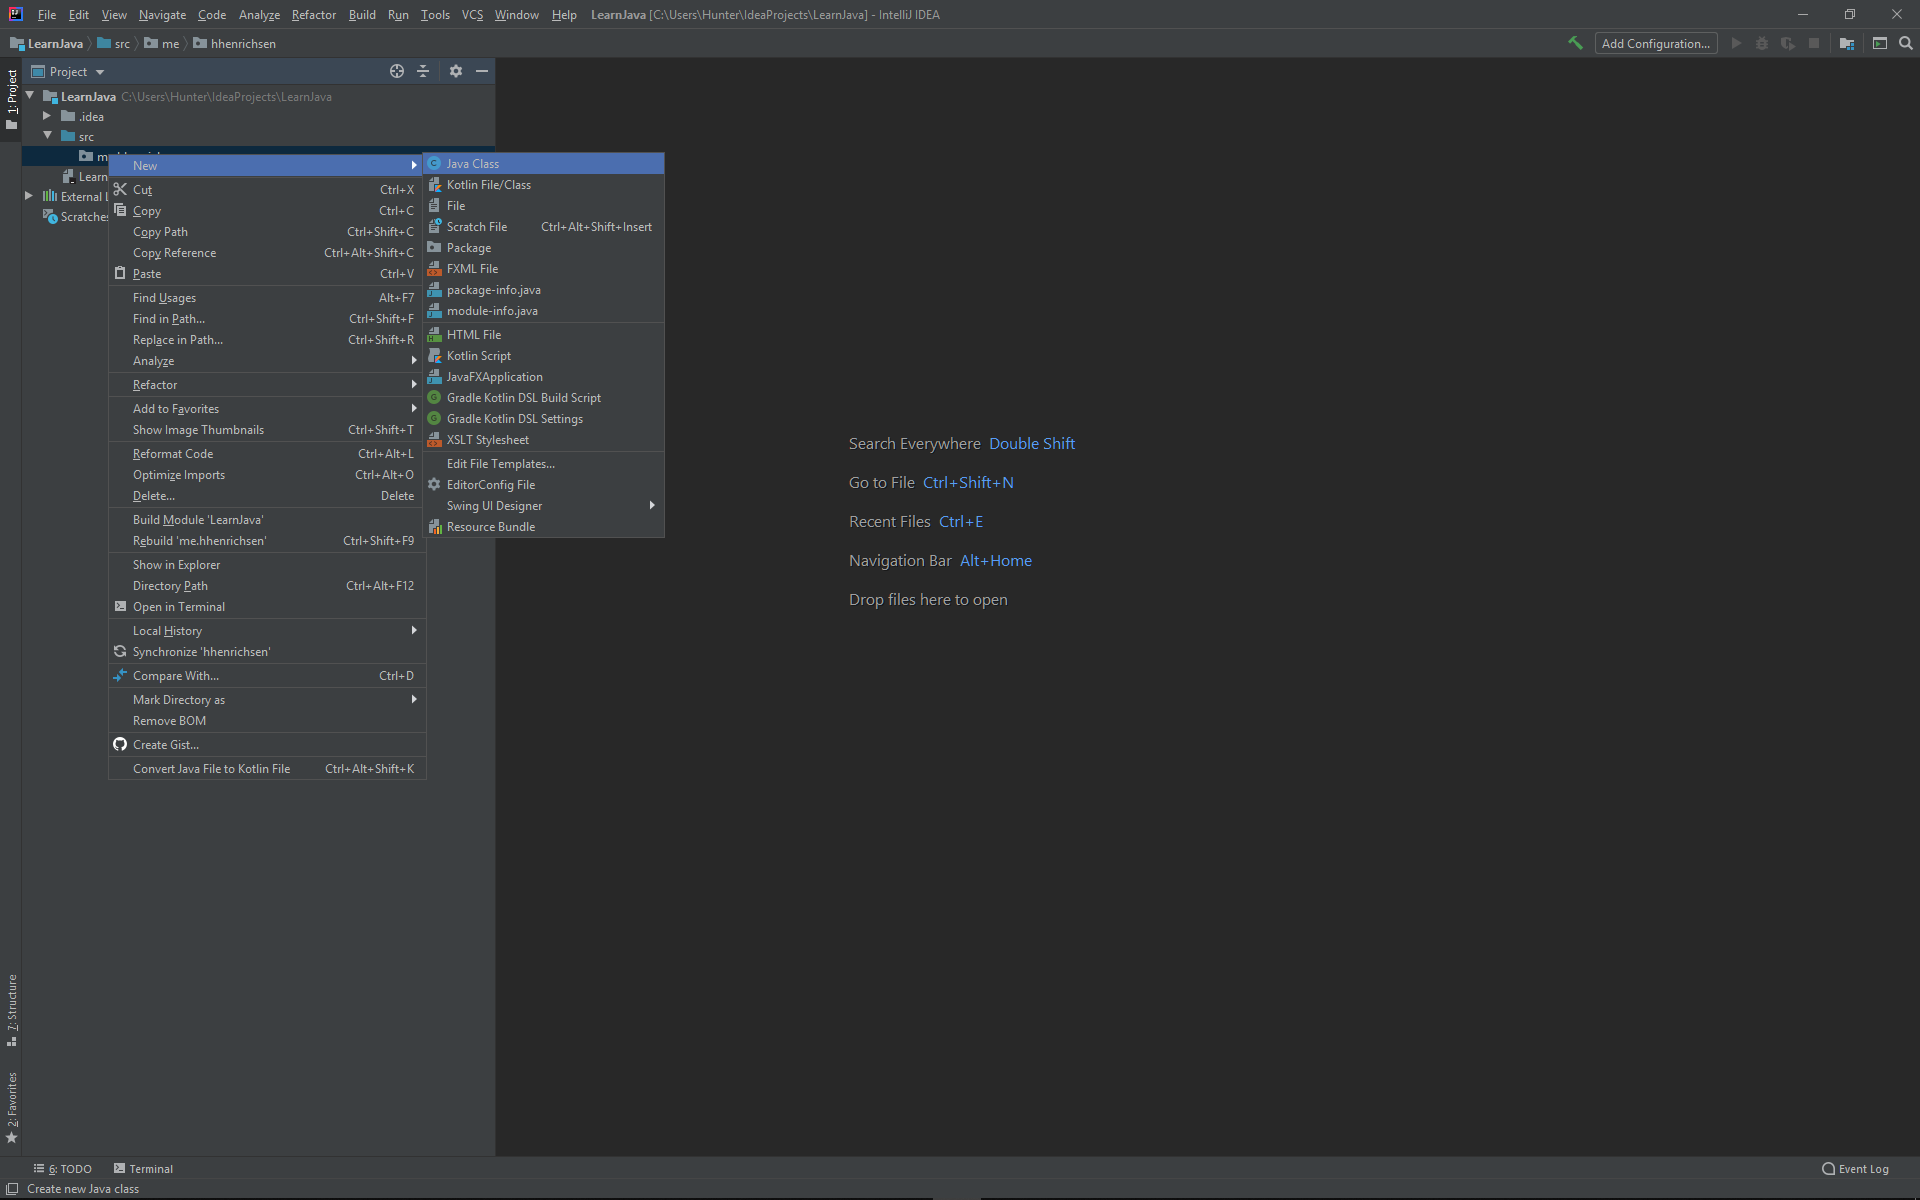 File Edit View Navigate Code Analyze Refactor Build Run Tools VCS Window Help LearnJava [C:\Users\Hunter\IdeaProjects\LearnJava] - IntelliJ IDEA
LearnJava src me hhenrichsen
Add Configuration...
Project
1: Project
LearnJava C:\Users\Hunter\IdeaProjects\LearnJava
.idea
src
Learn
External
Scratches
New
Cut Ctrl+X
Copy Ctrl+C
Copy Path Ctrl+Shift+C
Copy Reference Ctrl+Alt+Shift+C
Paste Ctrl+V
Find Usages Alt+F7
Find in Path... Ctrl+Shift+F
Replace in Path... Ctrl+Shift+R
Analyze
Refactor
Add to Favorites
Show Image Thumbnails Ctrl+Shift+T
Reformat Code Ctrl+Alt+L
Optimize Imports Ctrl+Alt+O
Delete... Delete
Build Module 'LearnJava'
Rebuild 'me.hhenrichsen' Ctrl+Shift+F9
Show in Explorer
Directory Path Ctrl+Alt+F12
Open in Terminal
Local History
Synchronize 'hhenrichsen'
Compare With... Ctrl+D
Mark Directory as
Remove BOM
Create Gist...
Convert Java File to Kotlin File Ctrl+Alt+Shift+K
Java Class
Kotlin File/Class
File
Scratch File Ctrl+Alt+Shift+Insert
Package
FXML File
package-info.java
module-info.java
HTML File
Kotlin Script
JavaFXApplication
Gradle Kotlin DSL Build Script
Gradle Kotlin DSL Settings
XSLT Stylesheet
Edit File Templates...
EditorConfig File
Swing UI Designer
Resource Bundle
Search Everywhere Double Shift
Go to File Ctrl+Shift+N
Recent Files Ctrl+E
Navigation Bar Alt+Home
Drop files here to open
7: Structure
2: Favorites
6: TODO Terminal
Event Log
Create new Java class